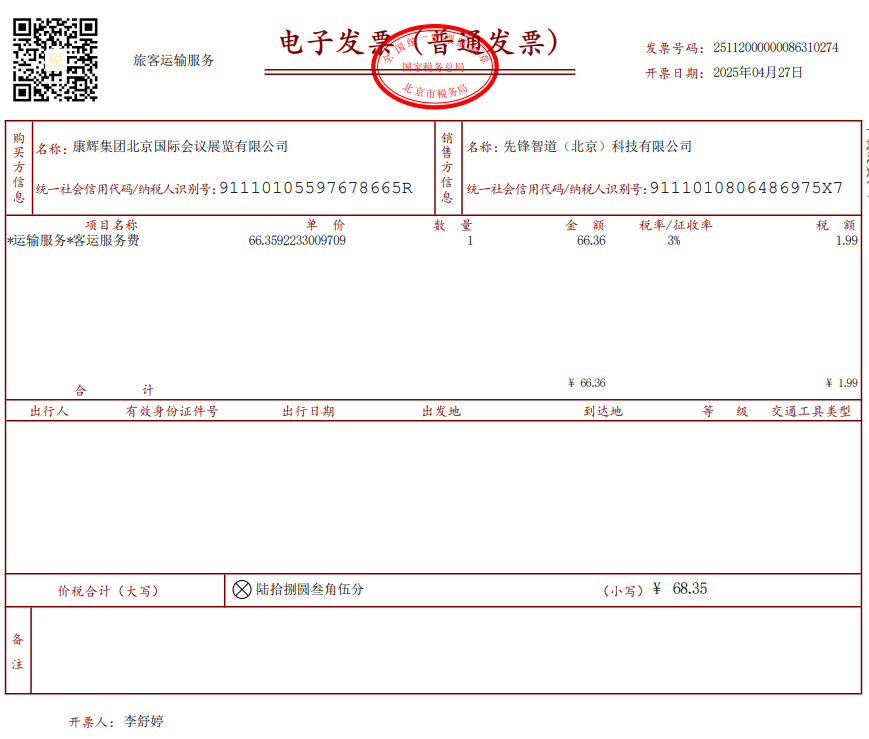 电子发票（普通发票）
旅客运输服务
发票号码：25112000000086310274
开票日期：2025年04月27日
全国统一发票监制章
国家税务总局
北京市税务局
税
购买方信息
名称：康辉集团北京国际会议展览有限公司
统一社会信用代码/纳税人识别号：91110105597678665R
销售方信息
名称：先锋智道（北京）科技有限公司
统一社会信用代码/纳税人识别号：9111010806486975X7
项目名称 单 价 数 量 金 额 税率/征收率 税 额
*运输服务*客运服务费 66.3592233009709 1 66.36 3% 1.99
合 计 ¥ 66.36 ¥ 1.99
出行人 有效身份证件号 出行日期 出发地 到达地 等 级 交通工具类型
价税合计（大写） 陆拾捌圆叁角伍分 （小写） ¥ 68.35
备注
开票人：李舒婷